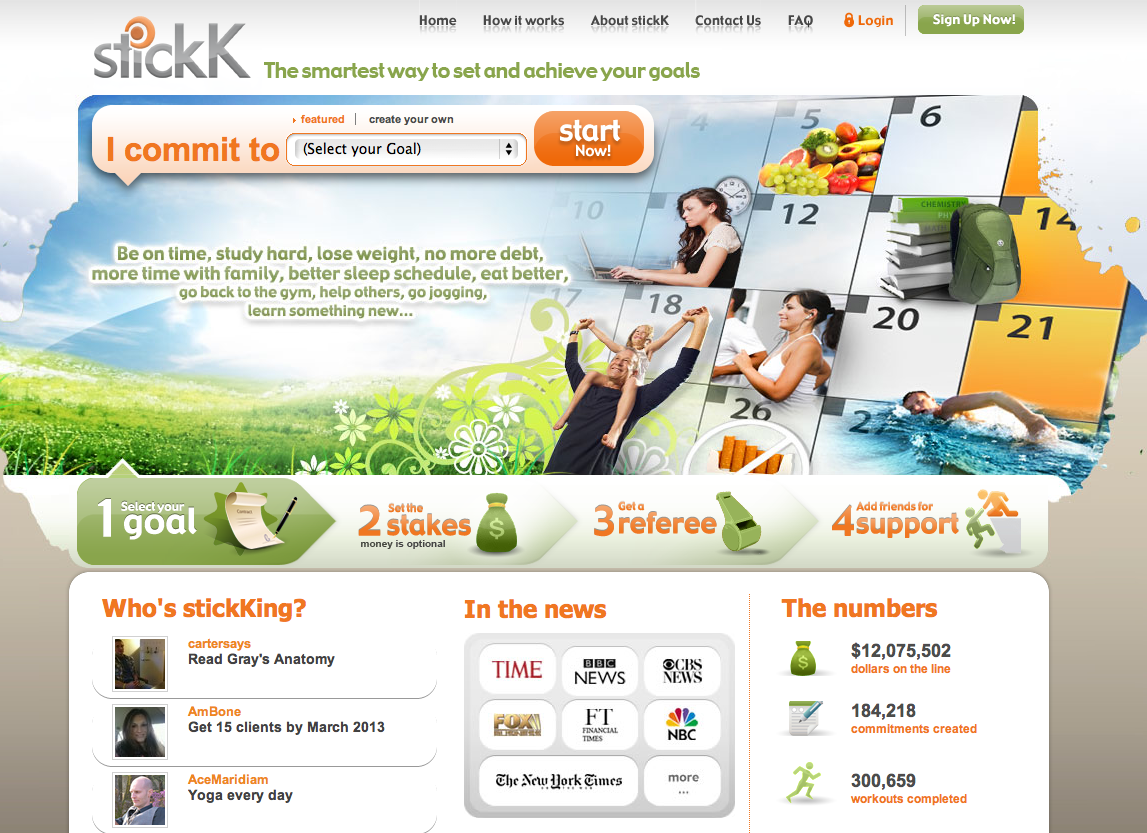 Home
How it works
About stickK
Contact Us
FAQ
Login
Sign Up Now!
stickK
The smartest way to set and achieve your goals
featured
create your own
I commit to
(Select your Goal)
start
Now!
4
5
6
10
12
14
17
18
20
21
26
CHEMISTRY
Be on time, study hard, lose weight, no more debt,
more time with family, better sleep schedule, eat better,
go back to the gym, help others, go jogging,
learn something new...
1 Select your
goal
Contract
2 Set the
stakes
money is optional
$
3 Get a
referee
4 Add friends for
support
Who's stickKing?
cartersays
Read Gray's Anatomy
AmBone
Get 15 clients by March 2013
AceMaridiam
Yoga every day
In the news
TIME
BBC
NEWS
CBS
NEWS
FOX
BUSINESS
FT
FINANCIAL
TIMES
NBC
The New York Times
more
...
The numbers
$
$12,075,502
dollars on the line
184,218
commitments created
300,659
workouts completed